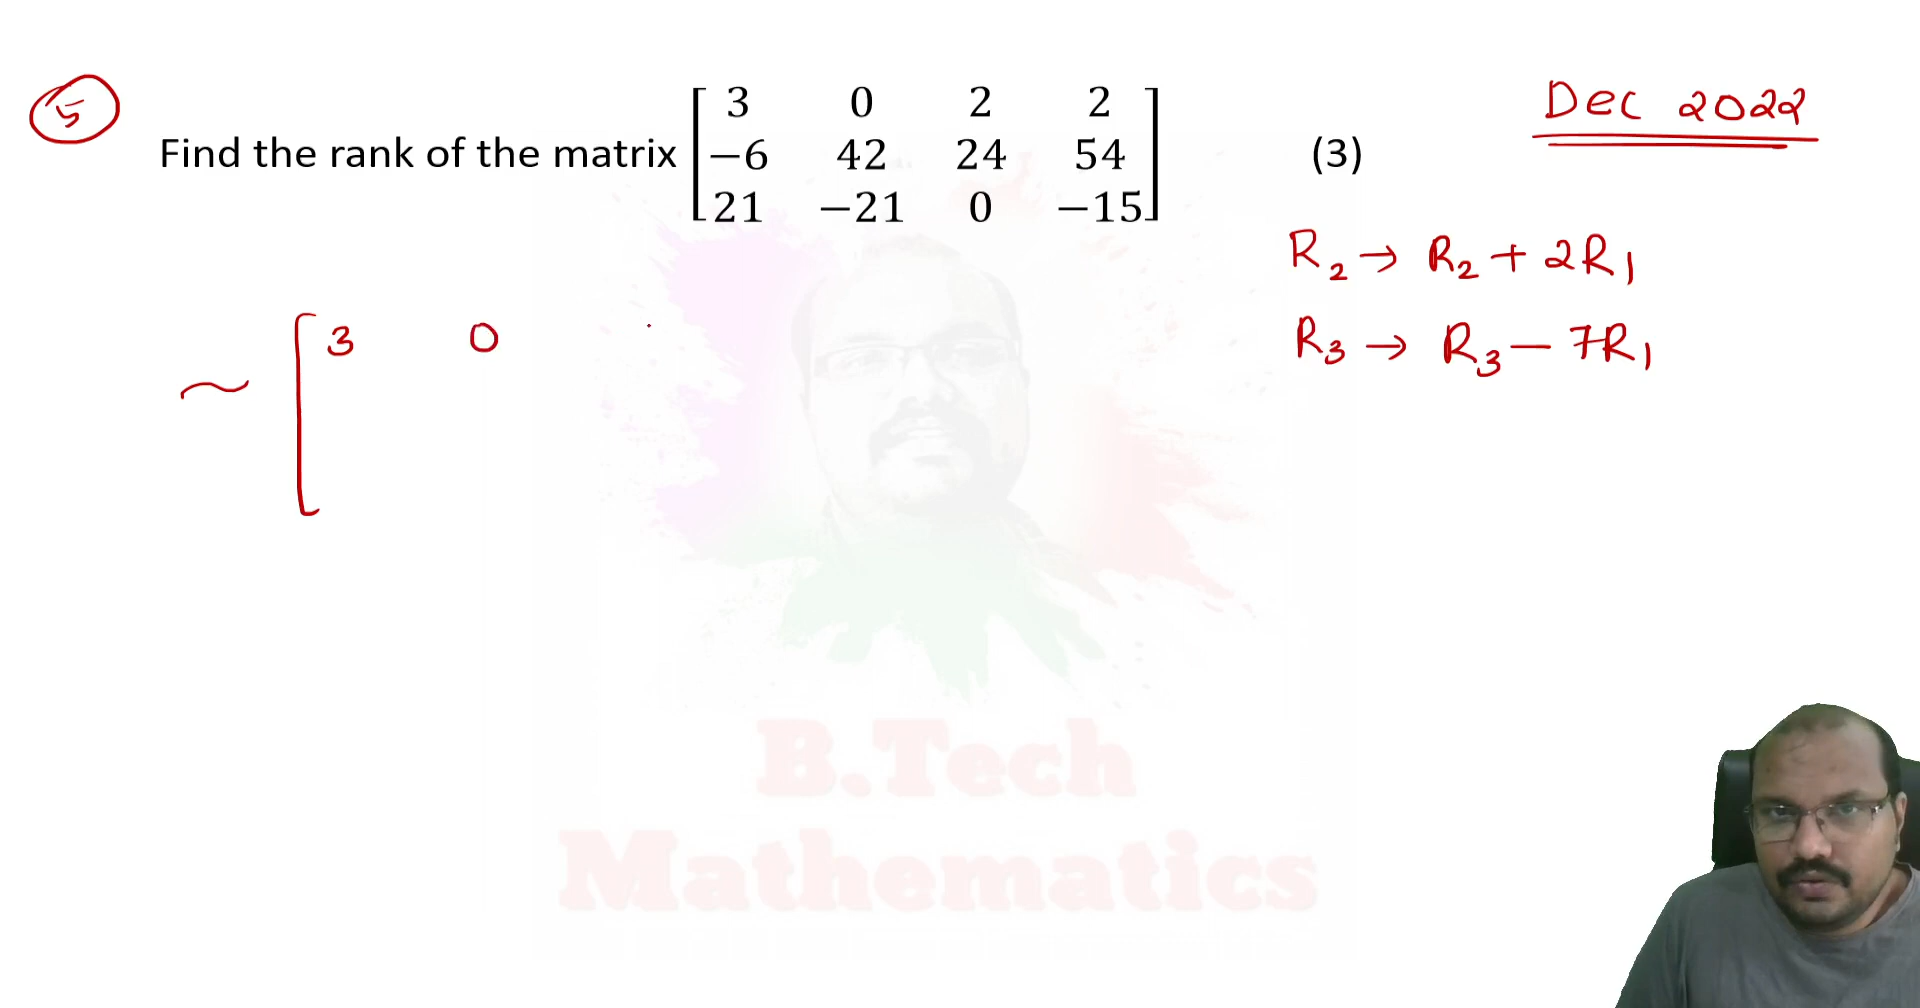 5
Dec 2022
Find the rank of the matrix [3 0 2 2
−6 42 24 54
21 −21 0 −15] (3)
R₂ → R₂ + 2R₁
R₃ → R₃ − 7R₁
~ [3 0
B.Tech
Mathematics